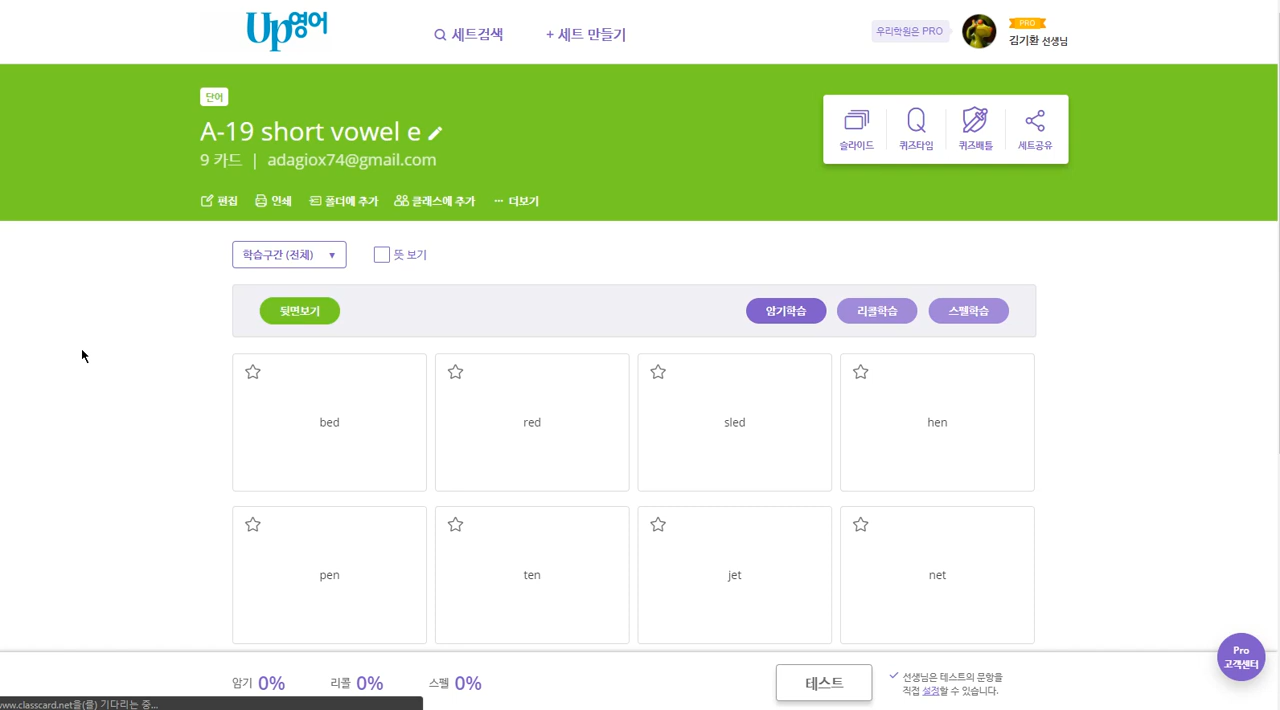 Up영어
세트검색
+ 세트 만들기
우리학원은 PRO
PRO
김기환 선생님
단어
A-19 short vowel e
9 카드 | adagiox74@gmail.com
편집
인쇄
폴더에 추가
클래스에 추가
··· 더보기
슬라이드
퀴즈타임
퀴즈배틀
세트공유
학습구간 (전체) ▼
뜻 보기
뒷면보기
암기학습
리콜학습
스펠학습
bed
red
sled
hen
pen
ten
jet
net
암기 0%
리콜 0%
스펠 0%
테스트
선생님은 테스트의 문항을
직접 설정할 수 있습니다.
Pro
고객센터
www.classcard.net을(를) 기다리는 중...